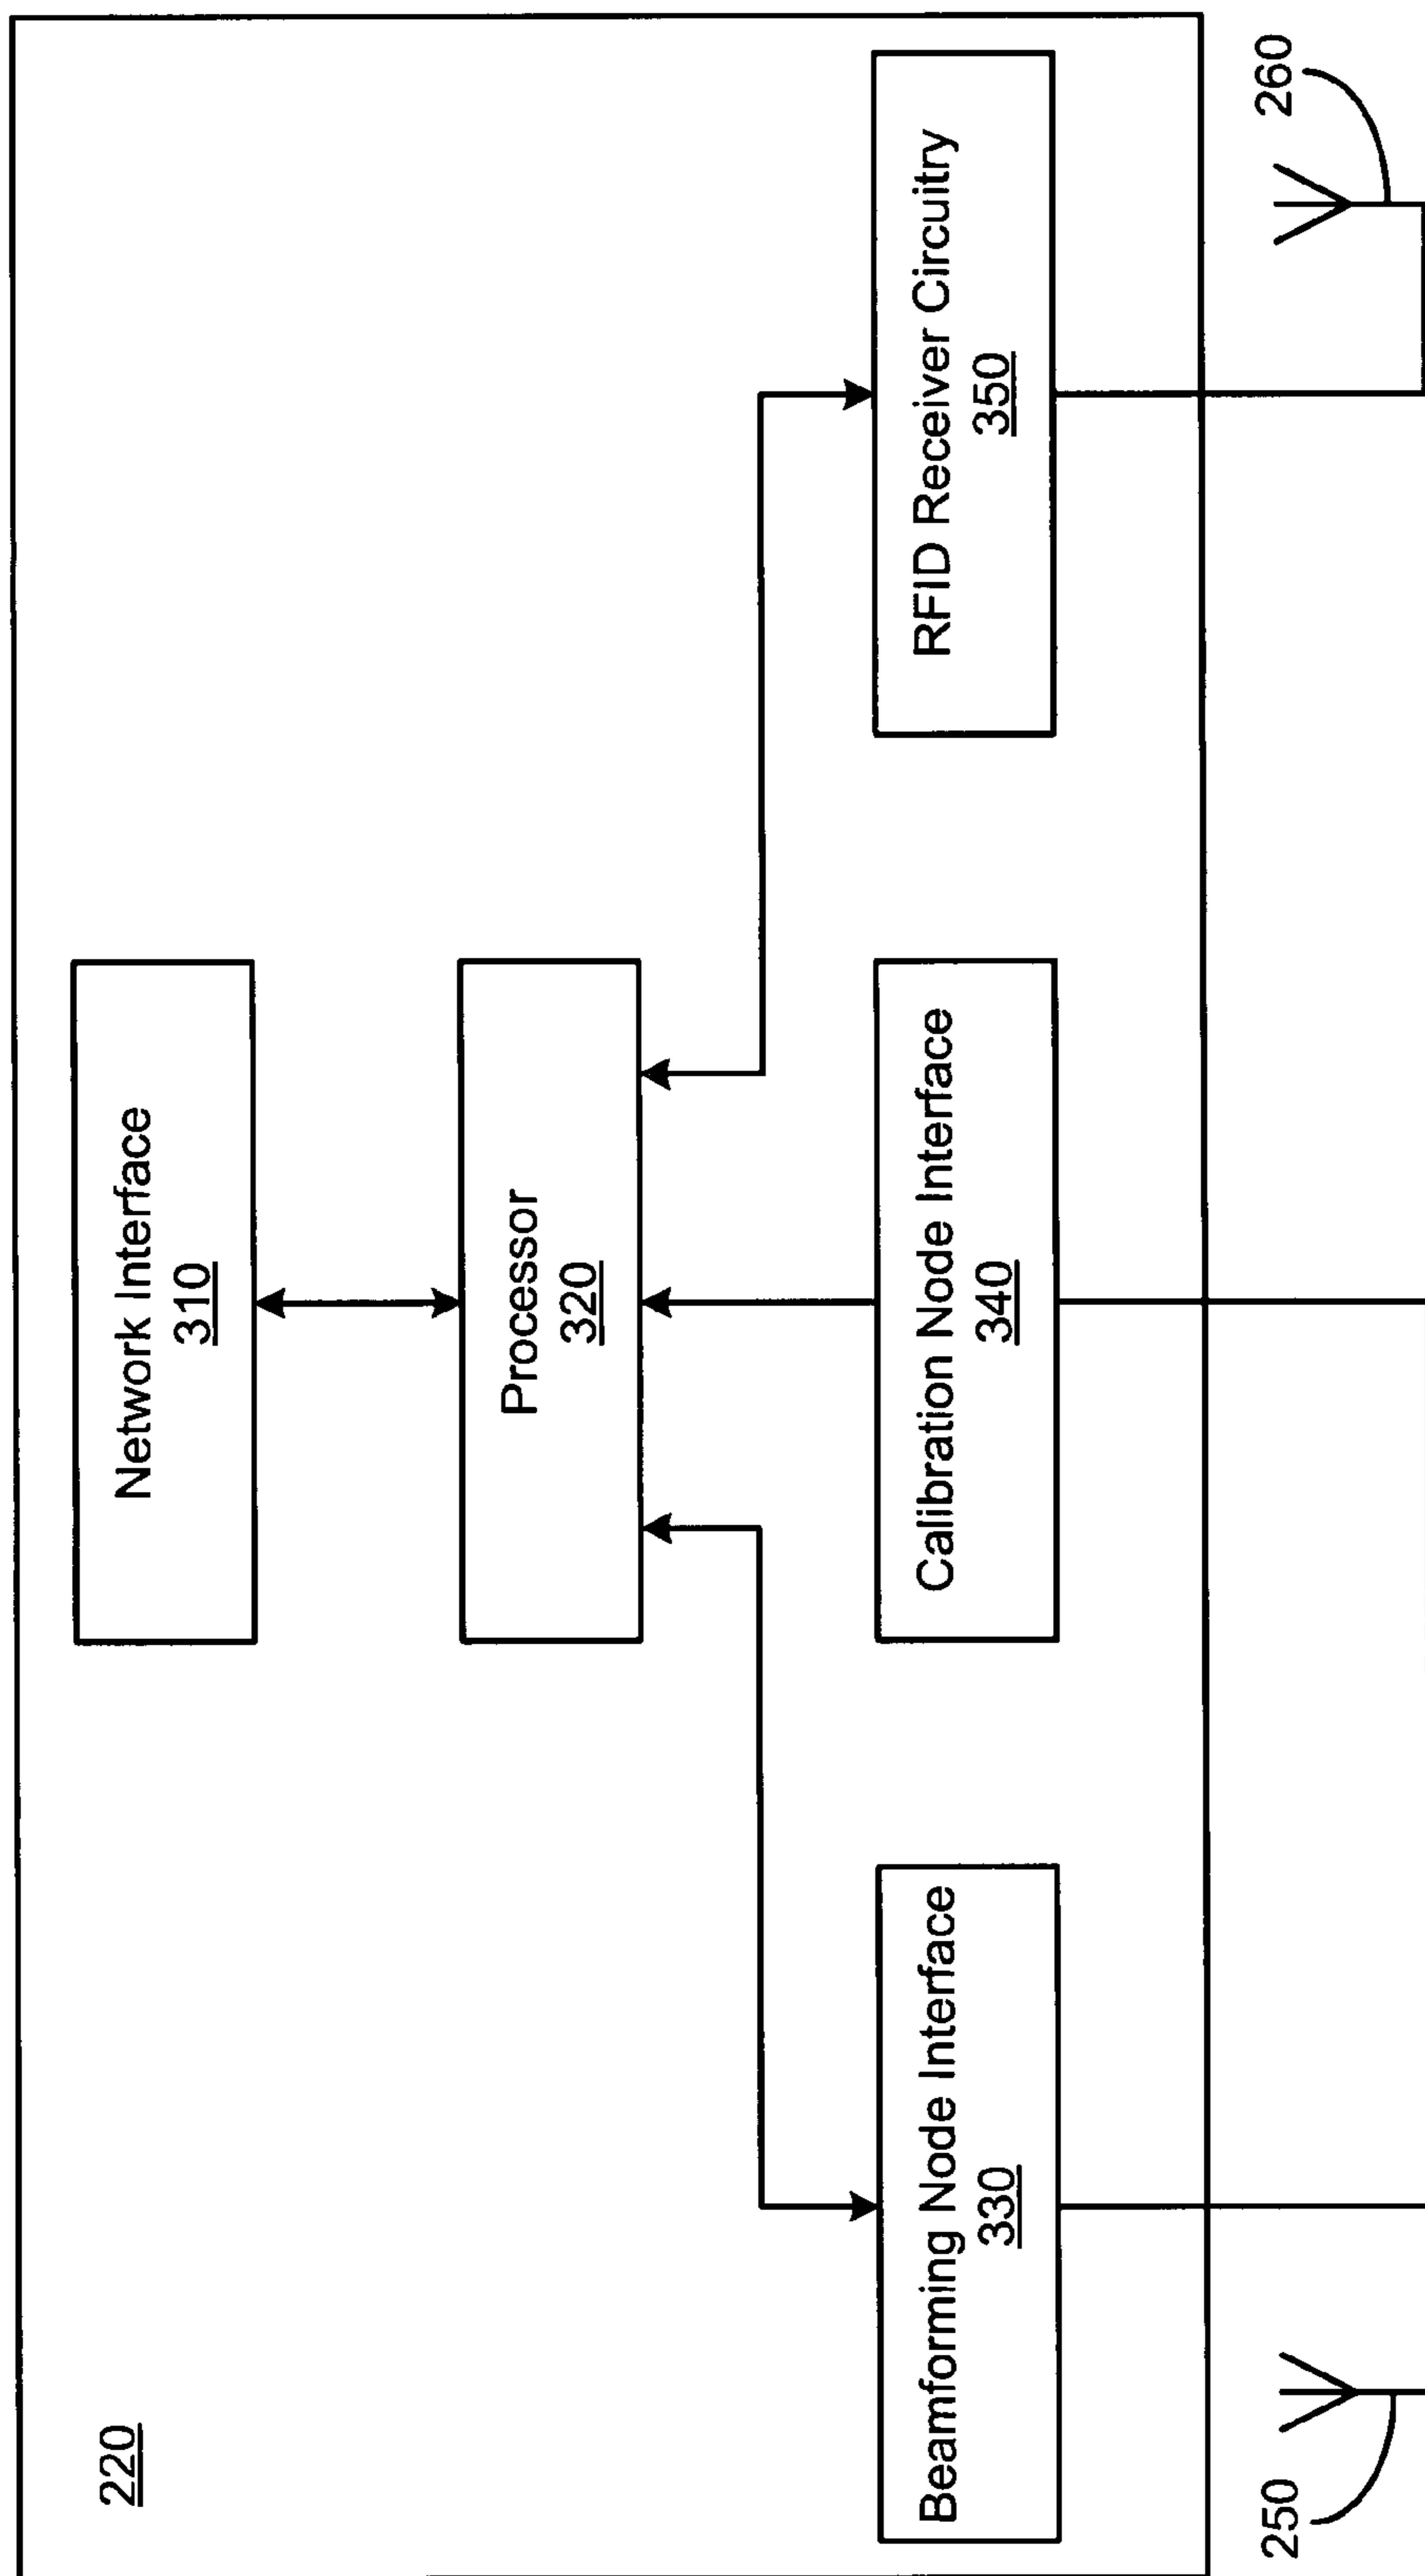 220
Network Interface
310
Processor
320
Beamforming Node Interface
330
Calibration Node Interface
340
RFID Receiver Circuitry
350
250
260